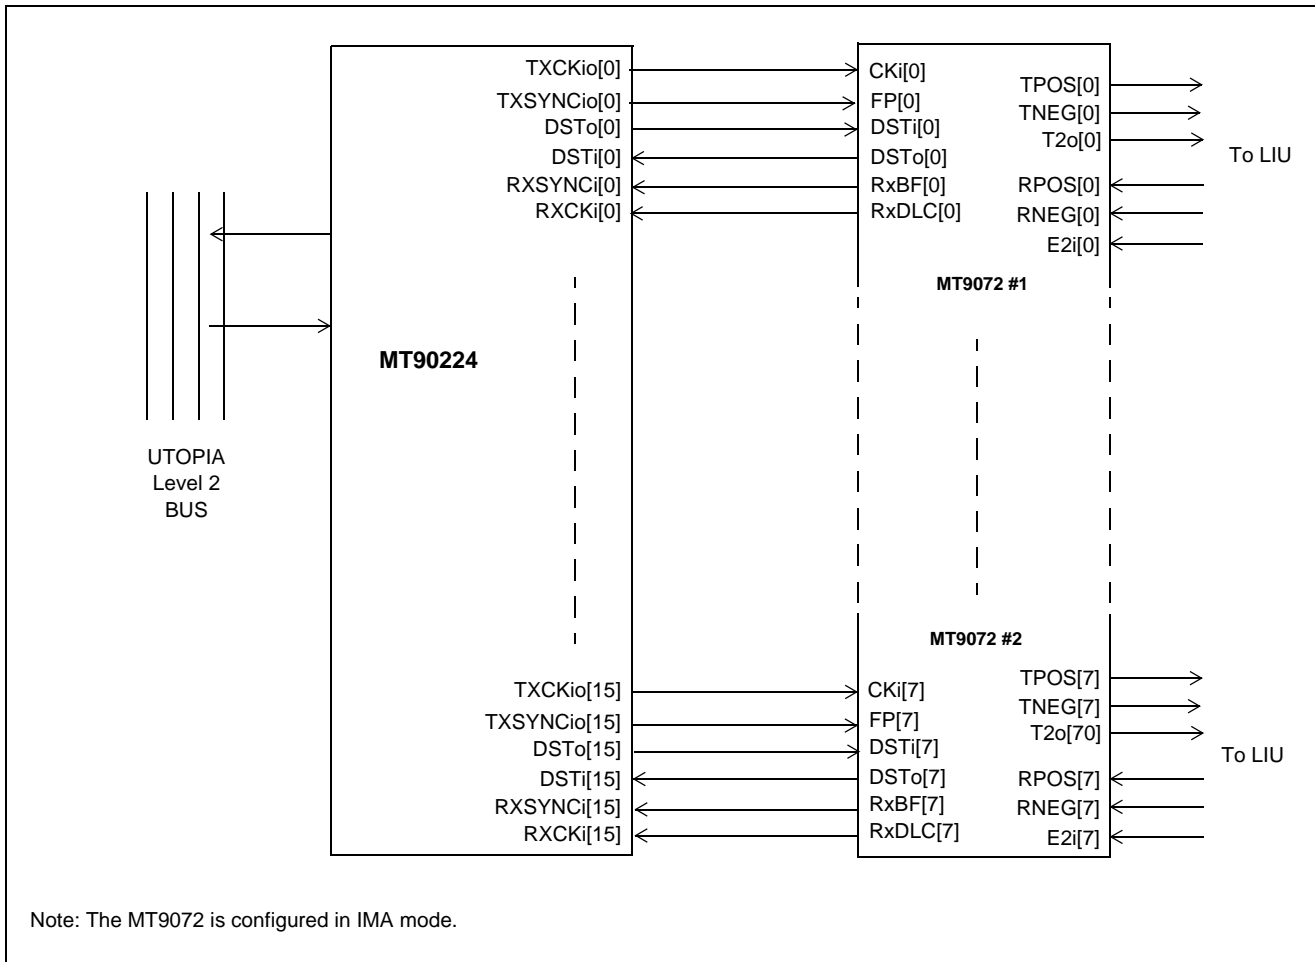 TXCKio[0]
TXSYNCio[0]
DSTo[0]
DSTi[0]
RXSYNCi[0]
RXCKi[0]
CKi[0]
FP[0]
DSTi[0]
DSTo[0]
RxBF[0]
RxDLC[0]
TPOS[0]
TNEG[0]
T2o[0]
RPOS[0]
RNEG[0]
E2i[0]
To LIU
MT9072 #1
MT90224
UTOPIA
Level 2
BUS
MT9072 #2
TXCKio[15]
TXSYNCio[15]
DSTo[15]
DSTi[15]
RXSYNCi[15]
RXCKi[15]
CKi[7]
FP[7]
DSTi[7]
DSTo[7]
RxBF[7]
RxDLC[7]
TPOS[7]
TNEG[7]
T2o[70]
RPOS[7]
RNEG[7]
E2i[7]
To LIU
Note: The MT9072 is configured in IMA mode.